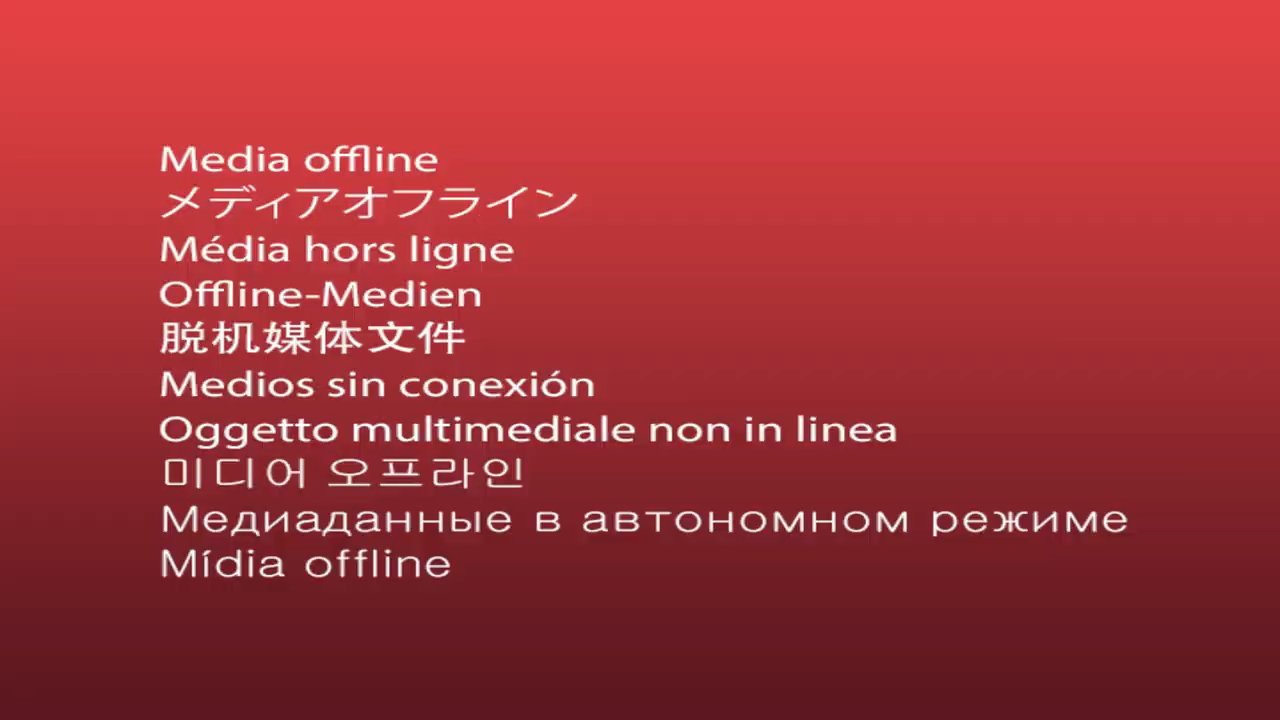 Media offline
メディアオフライン
Média hors ligne
Offline-Medien
脱机媒体文件
Medios sin conexión
Oggetto multimediale non in linea
미디어 오프라인
Медиаданные в автономном режиме
Mídia offline